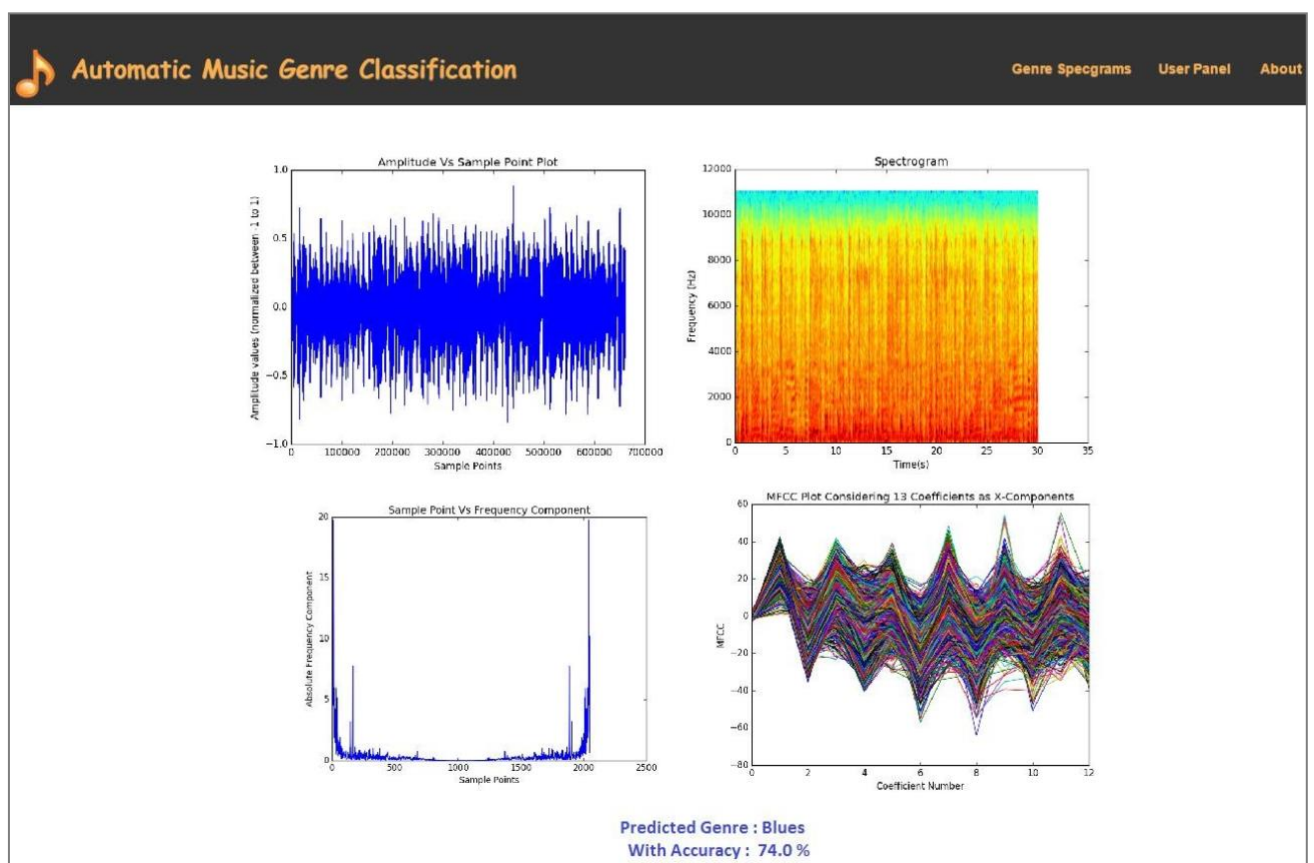 Automatic Music Genre Classification
Genre Specgrams User Panel About
Amplitude Vs Sample Point Plot
Amplitude values (normalized between -1 to 1)
1.0
0.5
0.0
−0.5
−1.0
0 100000 200000 300000 400000 500000 600000 700000
Sample Points
Spectrogram
Frequency (Hz)
12000
10000
8000
6000
4000
2000
0
0 5 10 15 20 25 30 35
Time(s)
Sample Point Vs Frequency Component
Absolute Frequency Component
20
15
10
5
0
0 500 1000 1500 2000 2500
Sample Points
MFCC Plot Considering 13 Coefficients as X-Components
MFCC
60
40
20
0
−20
−40
−60
−80
0 2 4 6 8 10 12
Coefficient Number
Predicted Genre : Blues
With Accuracy : 74.0 %